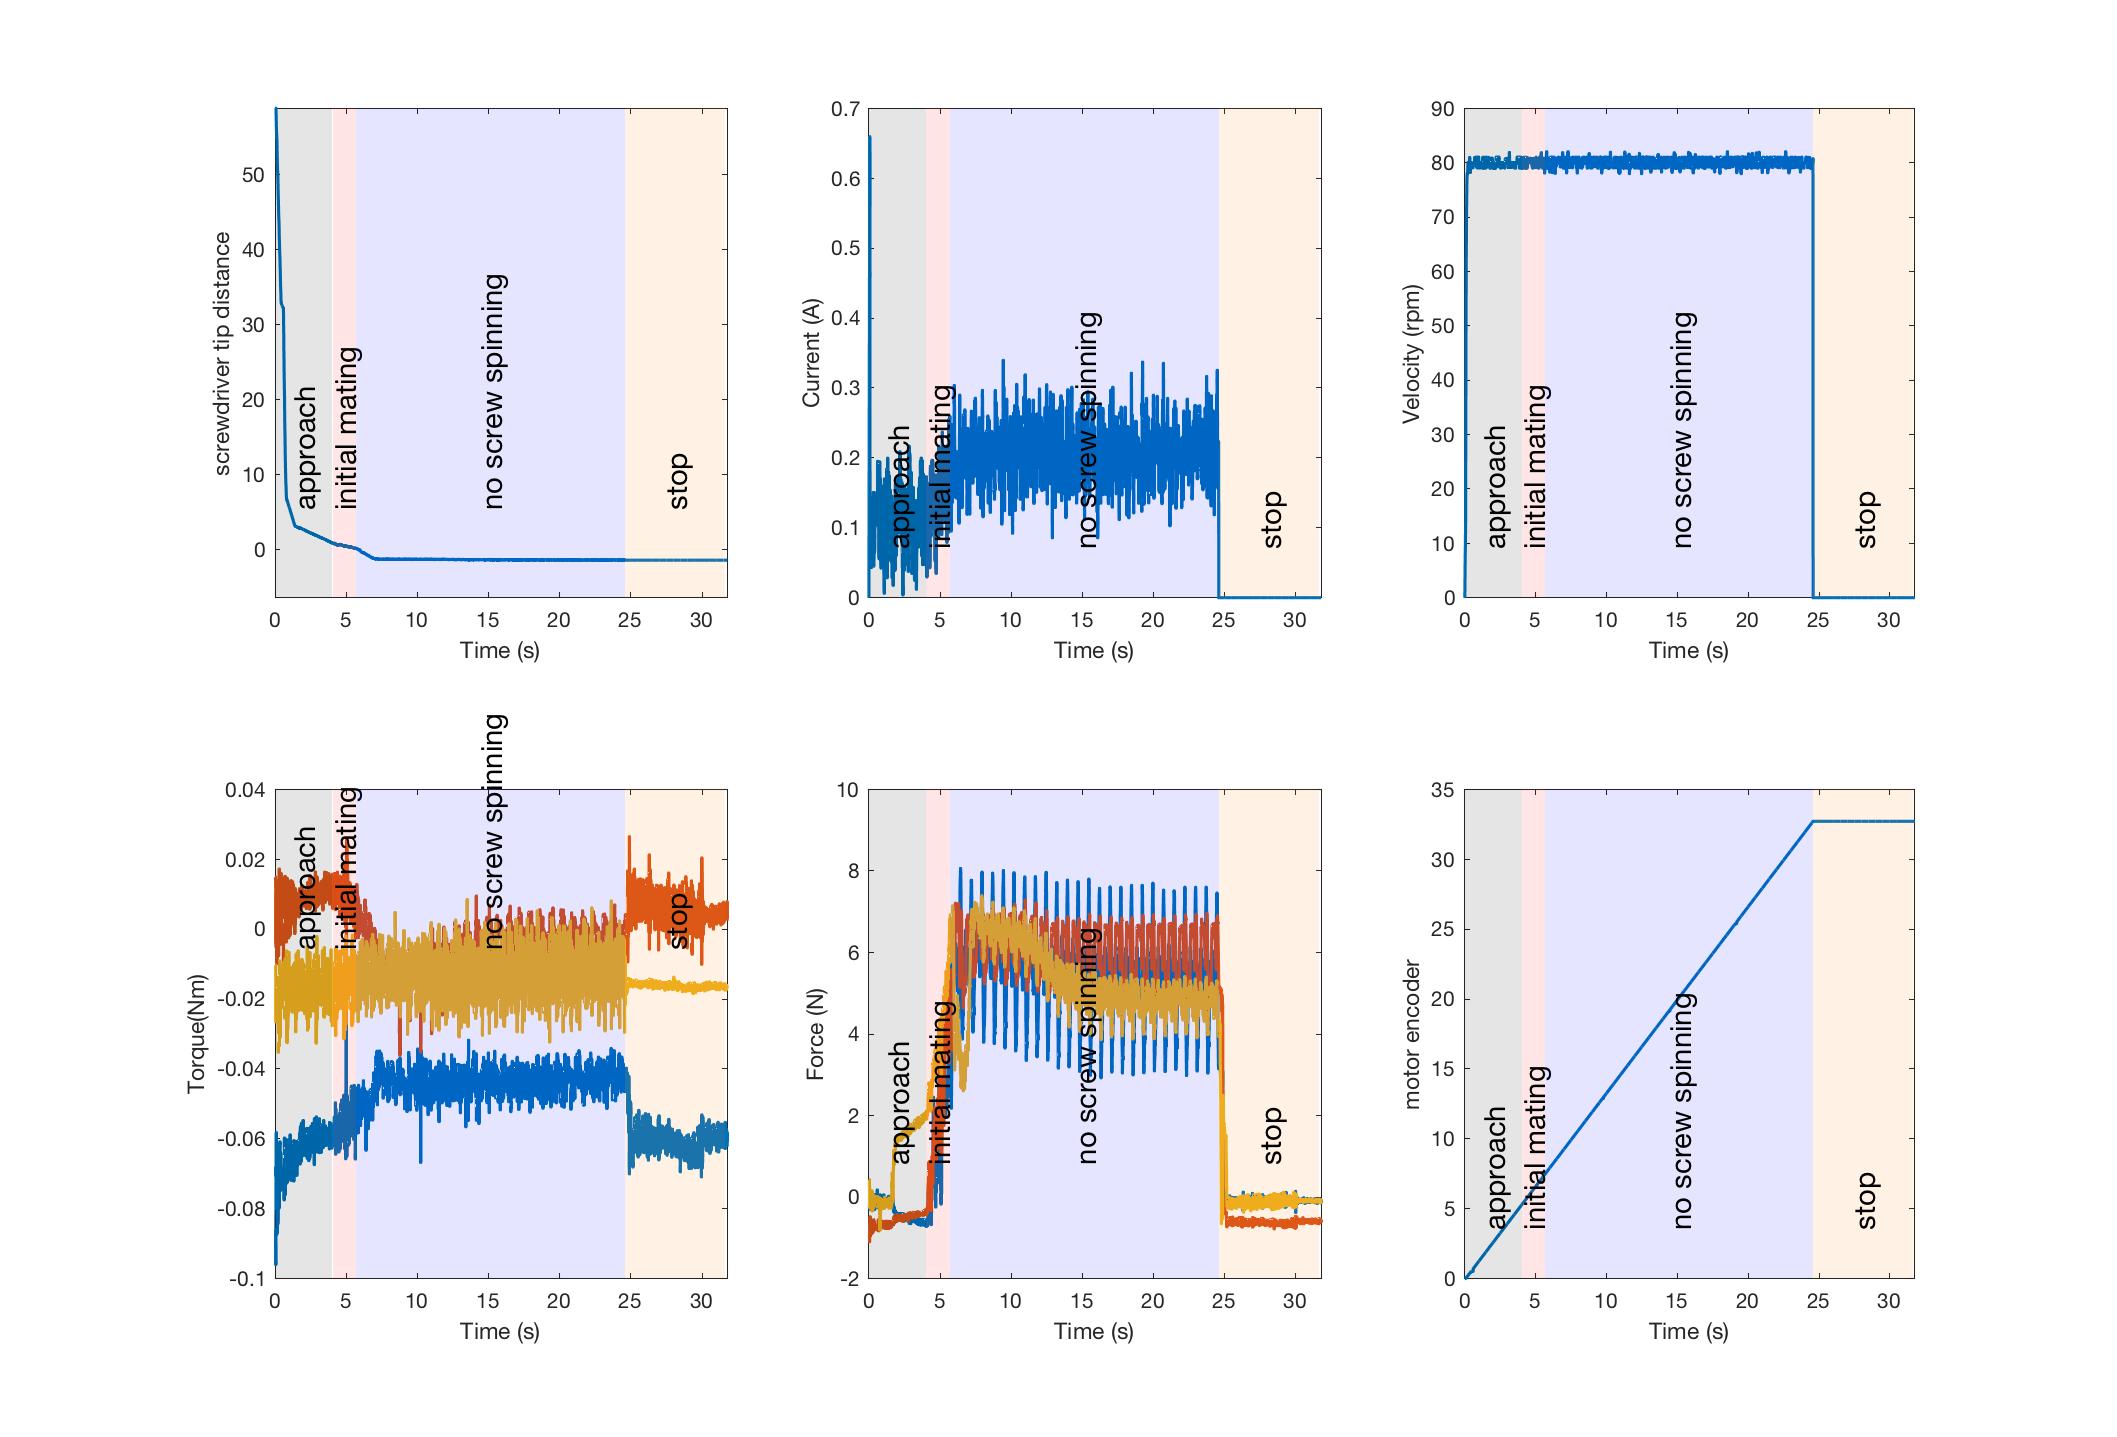 50
40
30
20
10
0
screwdriver tip distance
approach
initial mating
no screw spinning
stop
0 5 10 15 20 25 30
Time (s)
0.7
0.6
0.5
0.4
0.3
0.2
0.1
0
Current (A)
approach
initial mating
no screw spinning
stop
0 5 10 15 20 25 30
Time (s)
90
80
70
60
50
40
30
20
10
0
Velocity (rpm)
approach
initial mating
no screw spinning
stop
0 5 10 15 20 25 30
Time (s)
0.04
0.02
0
-0.02
-0.04
-0.06
-0.08
-0.1
Torque(Nm)
approach
initial mating
no screw spinning
stop
0 5 10 15 20 25 30
Time (s)
10
8
6
4
2
0
-2
Force (N)
approach
initial mating
no screw spinning
stop
0 5 10 15 20 25 30
Time (s)
35
30
25
20
15
10
5
0
motor encoder
approach
initial mating
no screw spinning
stop
0 5 10 15 20 25 30
Time (s)